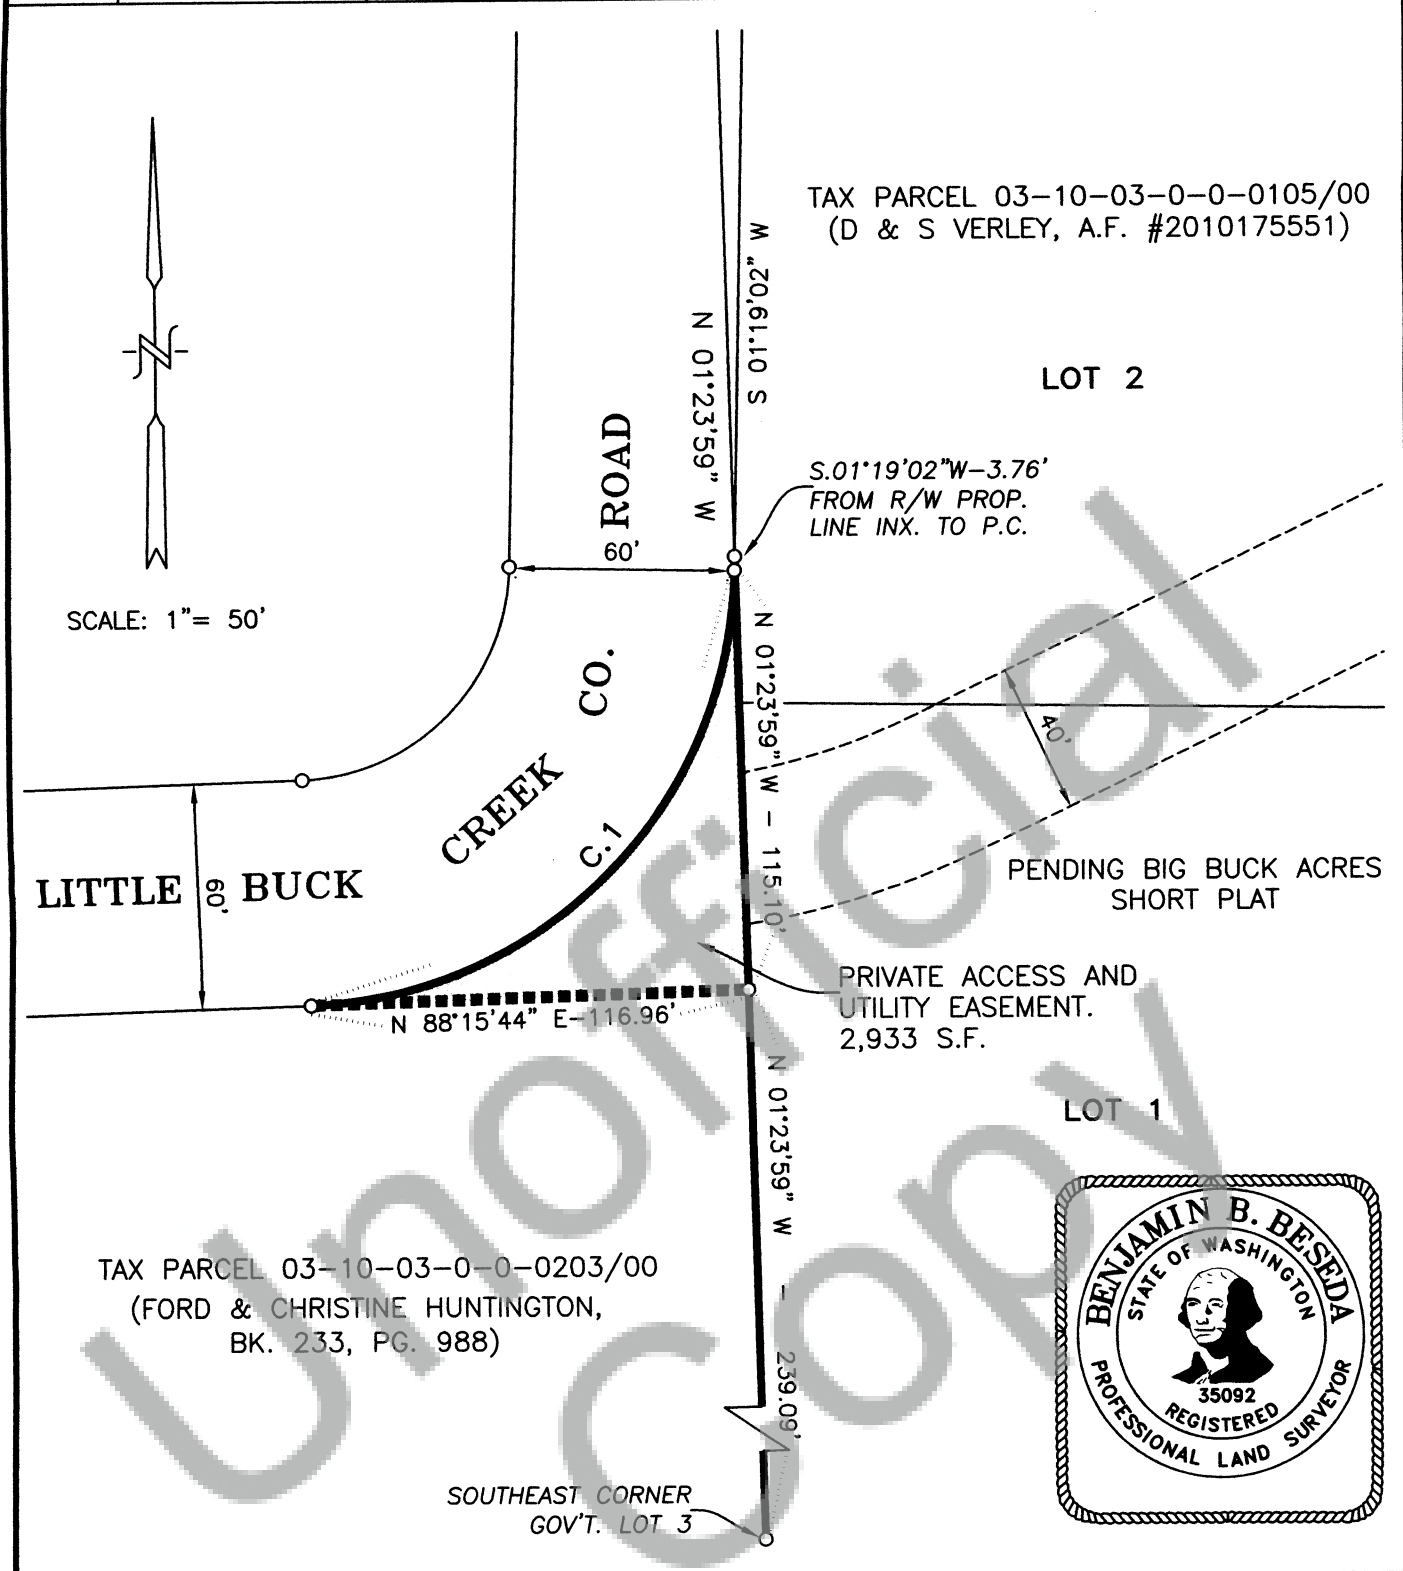 TAX PARCEL 03-10-03-0-0-0105/00
(D & S VERLEY, A.F. #2010175551)
S 01°19'02" W
N 01°23'59" W
LOT 2
ROAD
S.01°19'02"W-3.76'
FROM R/W PROP.
LINE INX. TO P.C.
60'
N
SCALE: 1"= 50'
N 01°23'59" W - 115.10'
CO.
40'
CREEK
C.1
LITTLE BUCK
60'
PENDING BIG BUCK ACRES
SHORT PLAT
PRIVATE ACCESS AND
UTILITY EASEMENT.
2,933 S.F.
N 88°15'44" E-116.96'
N 01°23'59" W - 239.09'
LOT 1
TAX PARCEL 03-10-03-0-0-0203/00
(FORD & CHRISTINE HUNTINGTON,
BK. 233, PG. 988)
BENJAMIN B. BESEDA
STATE OF WASHINGTON
35092
REGISTERED
PROFESSIONAL LAND SURVEYOR
SOUTHEAST CORNER
GOV'T. LOT 3
Unofficial
Copy